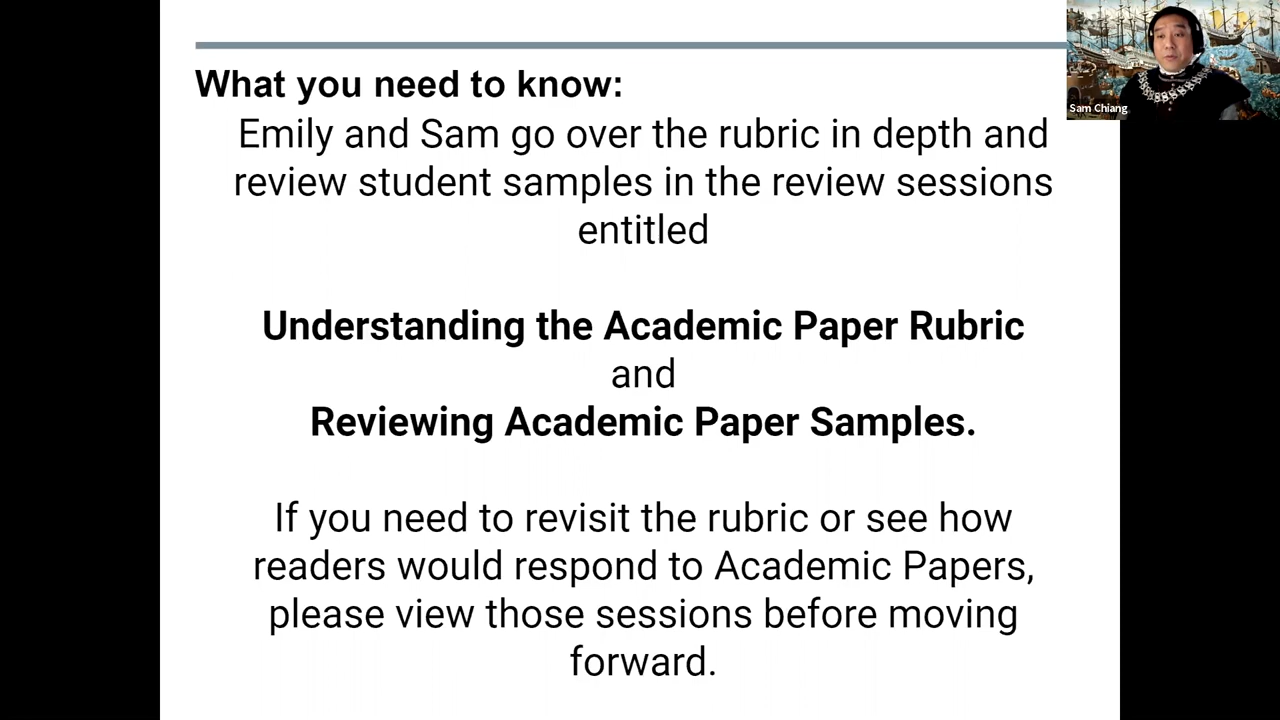 What you need to know:
Emily and Sam go over the rubric in depth and
review student samples in the review sessions
entitled
Understanding the Academic Paper Rubric
and
Reviewing Academic Paper Samples.
If you need to revisit the rubric or see how
readers would respond to Academic Papers,
please view those sessions before moving
forward.
Sam Chiang